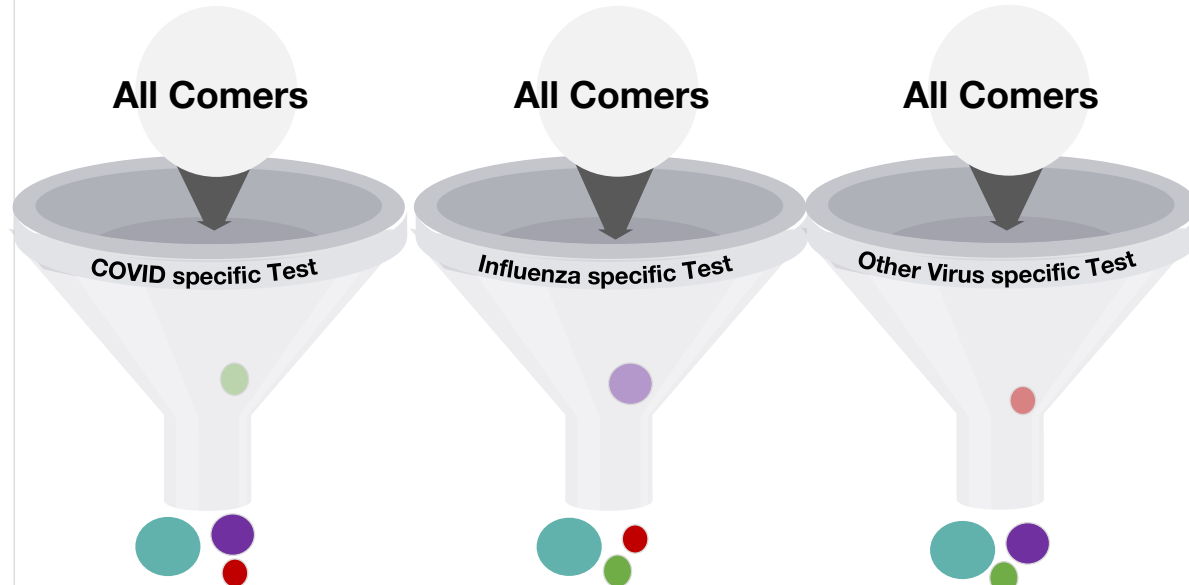 All Comers
All Comers
All Comers
COVID specific Test
Influenza specific Test
Other Virus specific Test